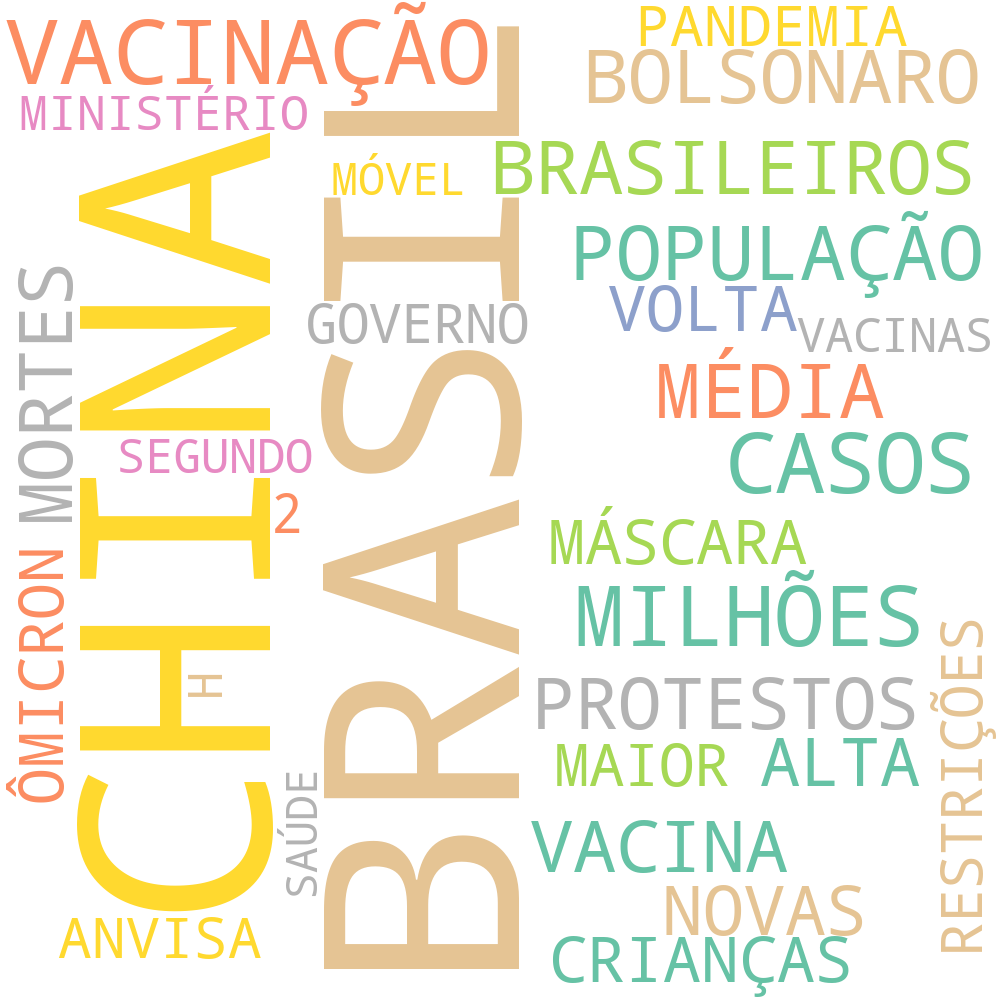 VACINAÇÃO
PANDEMIA
BOLSONARO
MINISTÉRIO
CHINA
BRASIL
MÓVEL
BRASILEIROS
POPULAÇÃO
MORTES
VOLTA
GOVERNO
VACINAS
MÉDIA
SEGUNDO
CASOS
2
MÁSCARA
ÔMICRON
MILHÕES
H
PROTESTOS
RESTRIÇÕES
MAIOR
ALTA
SAÚDE
VACINA
NOVAS
ANVISA
CRIANÇAS